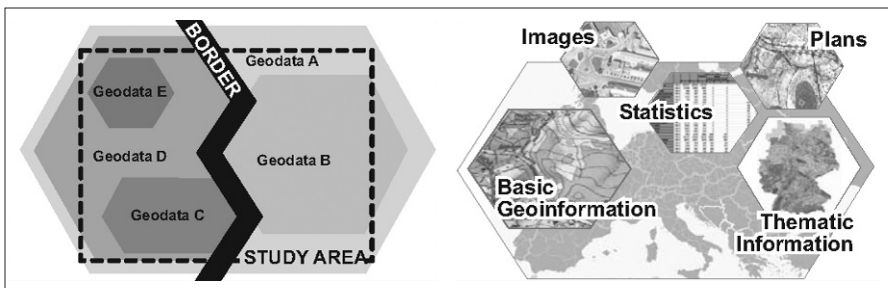 BORDER
Geodata A
Geodata E
Geodata D
Geodata B
Geodata C
STUDY AREA
Images
Plans
Statistics
Basic
Geoinformation
Thematic
Information